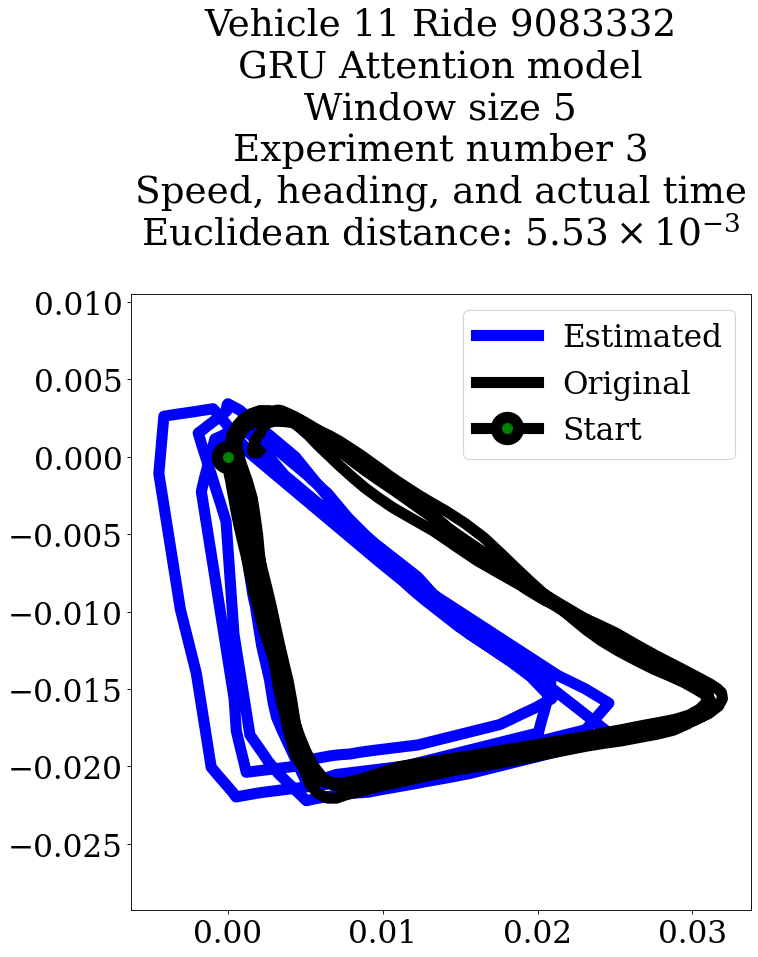 Vehicle 11 Ride 9083332
GRU Attention model
Window size 5
Experiment number 3
Speed, heading, and actual time
Euclidean distance: 5.53 × 10⁻³
Estimated
Original
Start
0.010
0.005
0.000
−0.005
−0.010
−0.015
−0.020
−0.025
0.00 0.01 0.02 0.03